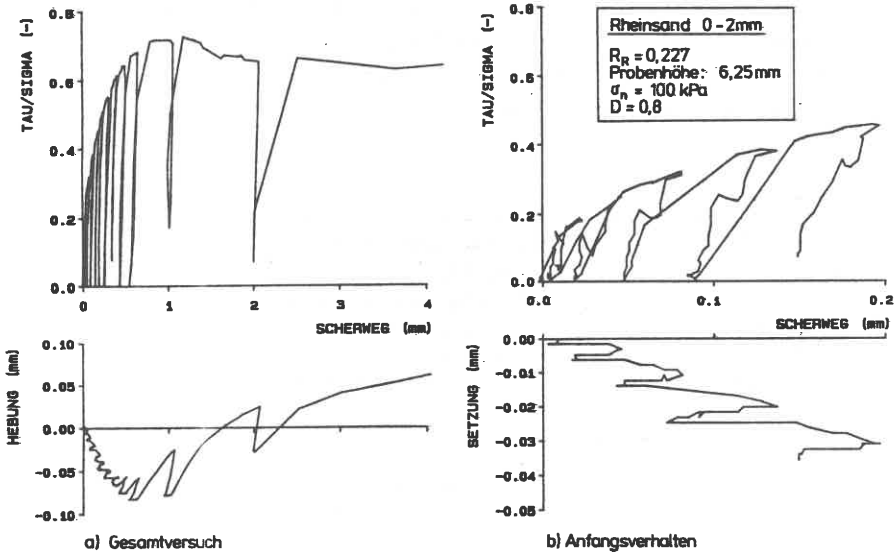 TAU/SIGMA (-)
0.8
0.6
0.4
0.2
0.0
0
1
2
3
4
SCHERWEG (mm)
HEBUNG (mm)
0.10
0.05
0.00
-0.05
-0.10
a) Gesamtversuch
TAU/SIGMA (-)
0.8
0.6
0.4
0.2
0.0
Rheinsand 0-2mm
R_R = 0,227
Probenhöhe: 6,25mm
σ_n = 100 kPa
D = 0,8
0.0
0.1
0.2
SCHERWEG (mm)
SETZUNG (mm)
0.00
-0.01
-0.02
-0.03
-0.04
-0.05
b) Anfangsverhalten